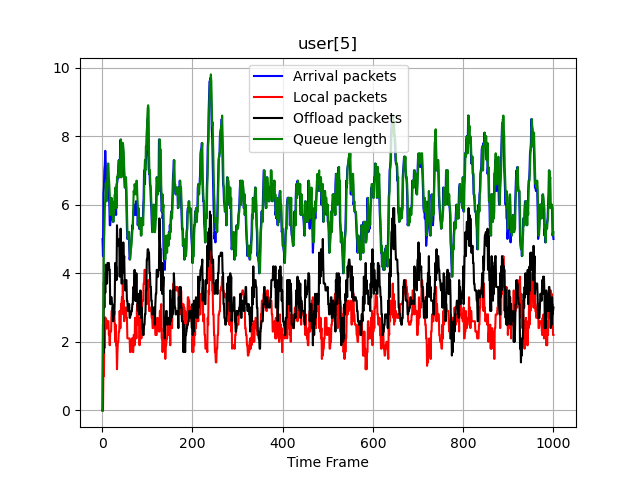 user[5]
Arrival packets
Local packets
Offload packets
Queue length
10
8
6
4
2
0
0 200 400 600 800 1000
Time Frame